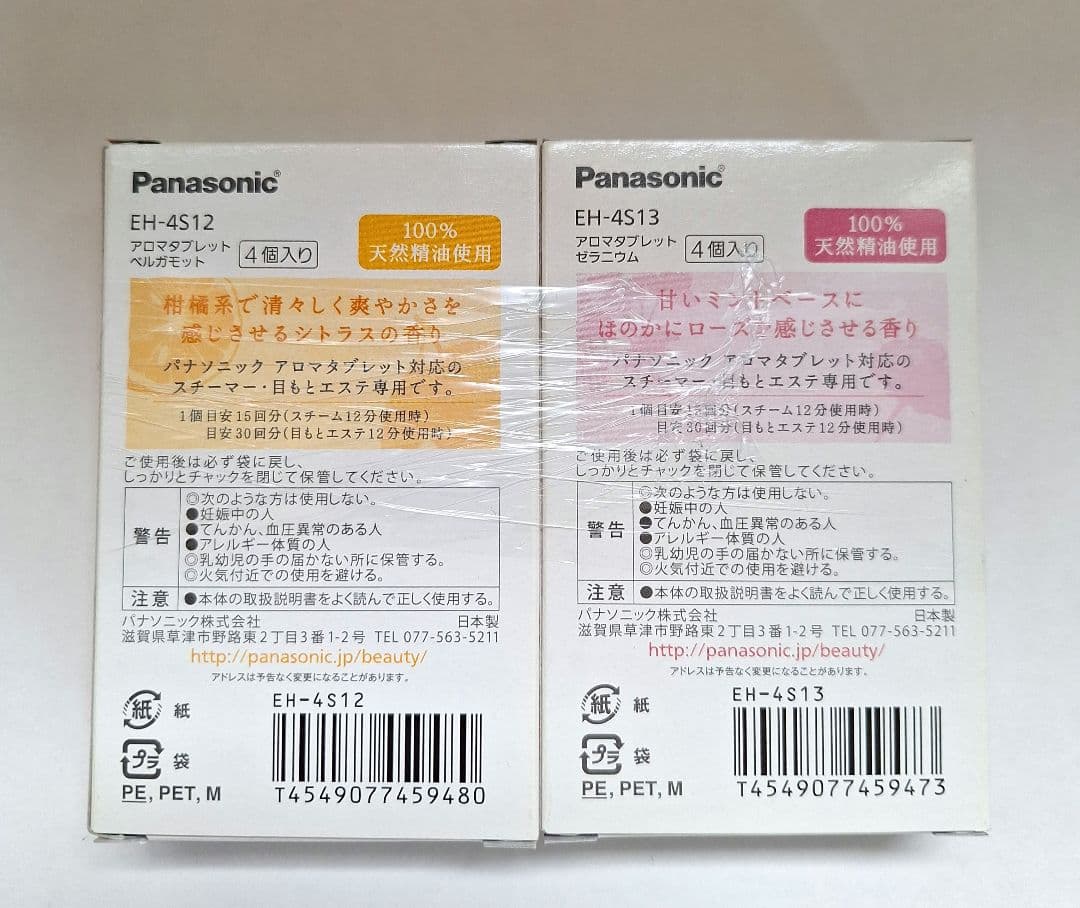 Panasonic®
EH-4S12
アロマタブレット
ベルガモット
4個入り
100%
天然精油使用
柑橘系で清々しく爽やかさを
感じさせるシトラスの香り
パナソニック アロマタブレット対応の
スチーマー・目もとエステ専用です。
1個目安15回分(スチーム12分使用時)
目安30回分(目もとエステ12分使用時)
ご使用後は必ず袋に戻し、
しっかりとチャックを閉じて保管してください。
警告
◎次のような方は使用しない。
●妊娠中の人
●てんかん、血圧異常のある人
●アレルギー体質の人
◎乳幼児の手の届かない所に保管する。
◎火気付近での使用を避ける。
注意
●本体の取扱説明書をよく読んで正しく使用する。
パナソニック株式会社 日本製
滋賀県草津市野路東2丁目3番1-2号 TEL 077-563-5211
http://panasonic.jp/beauty/
アドレスは予告なく変更になることがあります。
紙 紙
プラ 袋
PE, PET, M
EH-4S12
T4549077459480
Panasonic®
EH-4S13
アロマタブレット
ゼラニウム
4個入り
100%
天然精油使用
甘いミントベースに
ほのかにローズを感じさせる香り
パナソニック アロマタブレット対応の
スチーマー・目もとエステ専用です。
1個目安15回分(スチーム12分使用時)
目安30回分(目もとエステ12分使用時)
ご使用後は必ず袋に戻し、
しっかりとチャックを閉じて保管してください。
警告
◎次のような方は使用しない。
●妊娠中の人
●てんかん、血圧異常のある人
●アレルギー体質の人
◎乳幼児の手の届かない所に保管する。
◎火気付近での使用を避ける。
注意
●本体の取扱説明書をよく読んで正しく使用する。
パナソニック株式会社 日本製
滋賀県草津市野路東2丁目3番1-2号 TEL 077-563-5211
http://panasonic.jp/beauty/
アドレスは予告なく変更になることがあります。
紙 紙
プラ 袋
PE, PET, M
EH-4S13
T4549077459473